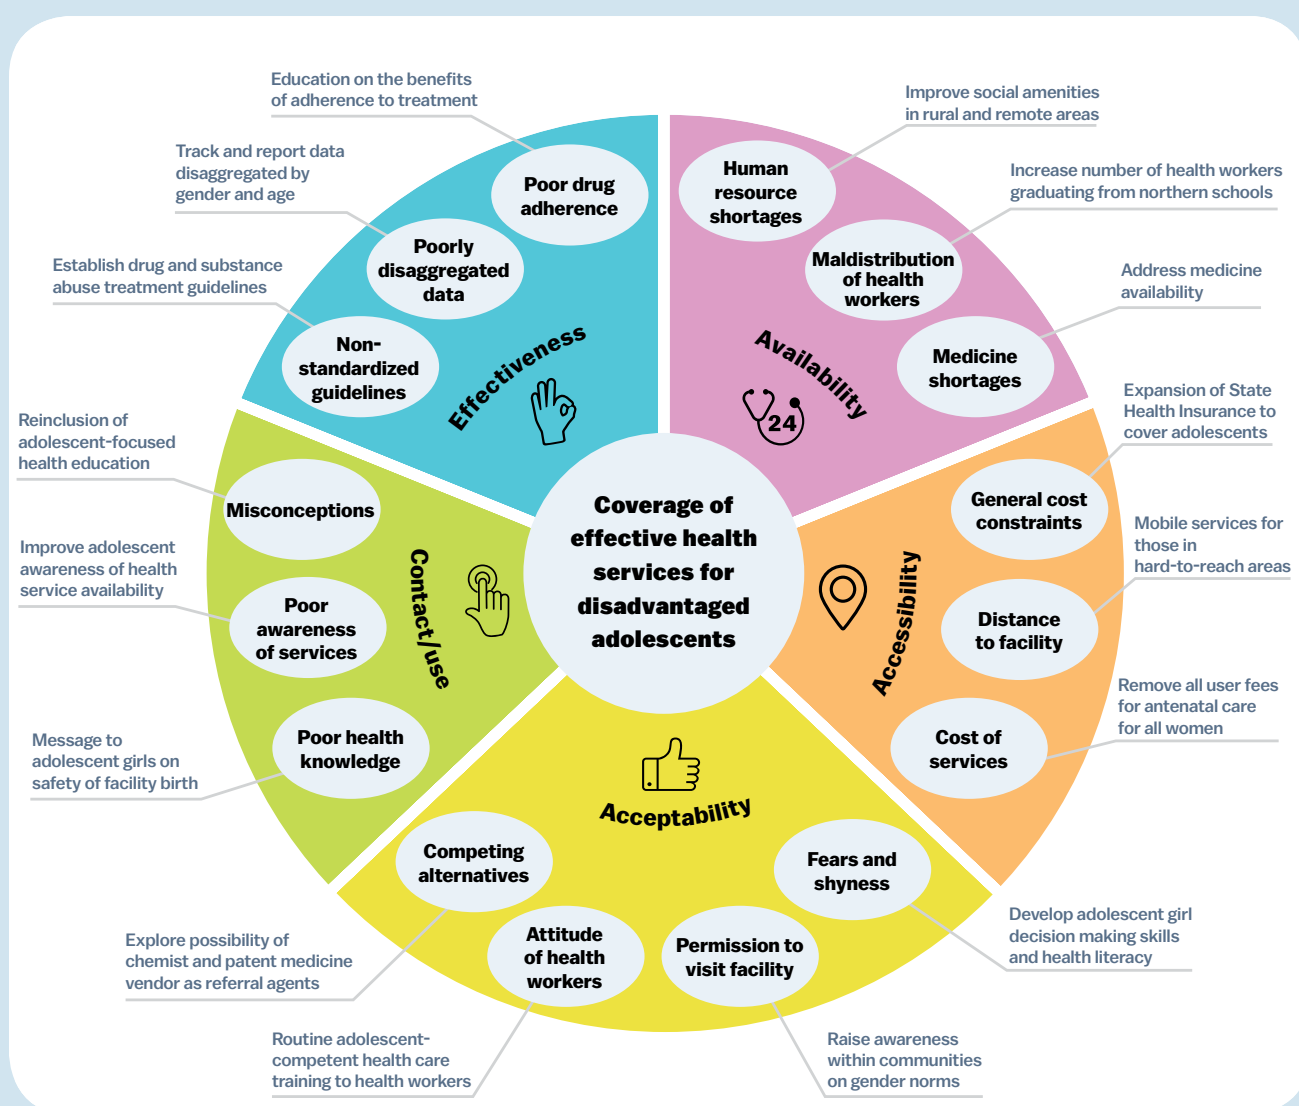 Education on the benefits
of adherence to treatment
Track and report data
disaggregated by
gender and age
Establish drug and substance
abuse treatment guidelines
Poor drug
adherence
Poorly
disaggregated
data
Non-
standardized
guidelines
Effectiveness
Improve social amenities
in rural and remote areas
Increase number of health workers
graduating from northern schools
Address medicine
availability
Human
resource
shortages
Maldistribution
of health
workers
Medicine
shortages
Availability
24
Expansion of State
Health Insurance to
cover adolescents
Mobile services for
those in
hard-to-reach areas
Remove all user fees
for antenatal care
for all women
General cost
constraints
Distance
to facility
Cost of
services
Accessibility
Coverage of
effective health
services for
disadvantaged
adolescents
Reinclusion of
adolescent-focused
health education
Improve adolescent
awareness of health
service availability
Message to
adolescent girls on
safety of facility birth
Misconceptions
Poor
awareness
of services
Poor health
knowledge
Contact/use
Acceptability
Competing
alternatives
Attitude
of health
workers
Permission to
visit facility
Fears and
shyness
Explore possibility of
chemist and patent medicine
vendor as referral agents
Routine adolescent-
competent health care
training to health workers
Raise awareness
within communities
on gender norms
Develop adolescent girl
decision making skills
and health literacy